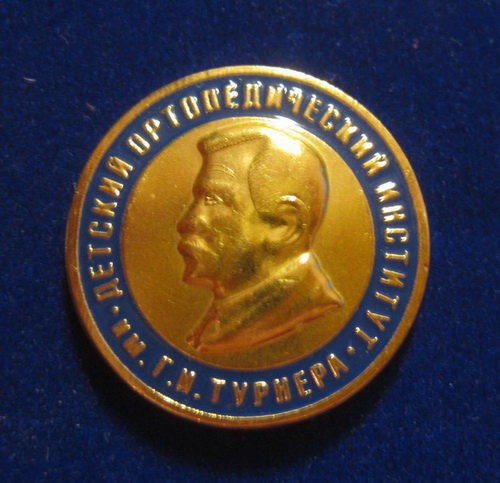 ДЕТСКИЙ ОРТОПЕДИЧЕСКИЙ ИНСТИТУТ
• им. Г.И. ТУРНЕРА •